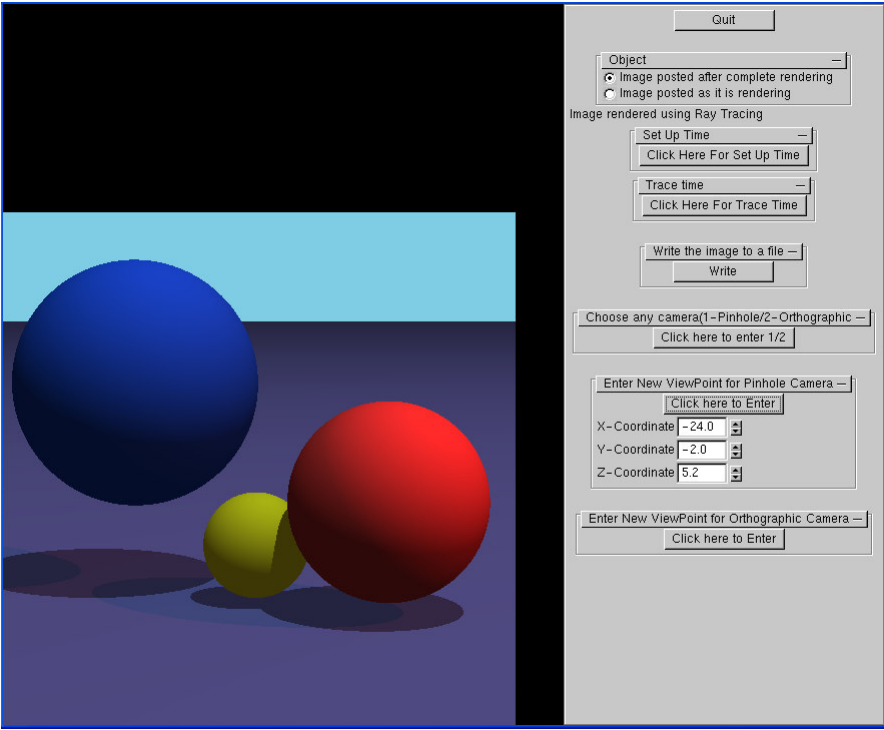 Quit
Object
Image posted after complete rendering
Image posted as it is rendering
Image rendered using Ray Tracing
Set Up Time
Click Here For Set Up Time
Trace time
Click Here For Trace Time
Write the image to a file
Write
Choose any camera(1-Pinhole/2-Orthographic
Click here to enter 1/2
Enter New ViewPoint for Pinhole Camera
Click here to Enter
X-Coordinate -24.0
Y-Coordinate -2.0
Z-Coordinate 5.2
Enter New ViewPoint for Orthographic Camera
Click here to Enter